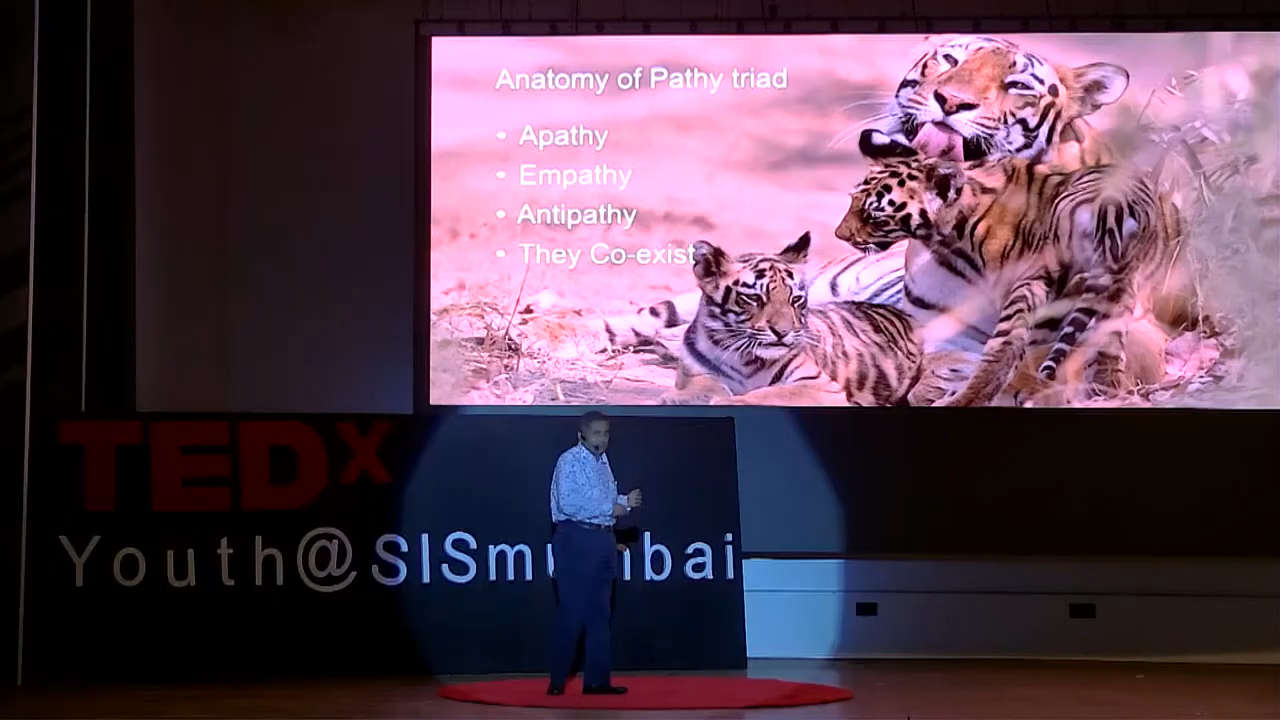 Anatomy of Pathy triad
• Apathy
• Empathy
• Antipathy
• They Co-exist
TEDx
Youth@SISmumbai